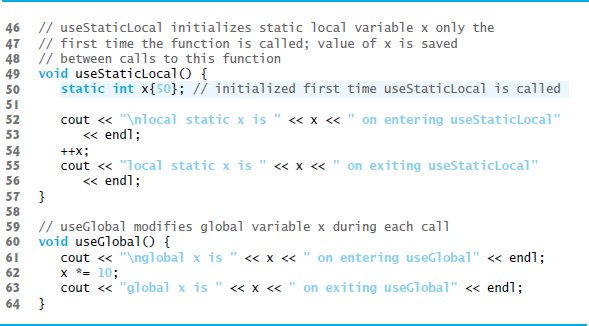 46 // useStaticLocal initializes static local variable x only the
47 // first time the function is called; value of x is saved
48 // between calls to this function
49 void useStaticLocal() {
50    static int x{50}; // initialized first time useStaticLocal is called
51
52    cout << "\nlocal static x is " << x << " on entering useStaticLocal"
53       << endl;
54    ++x;
55    cout << "local static x is " << x << " on exiting useStaticLocal"
56       << endl;
57 }
58
59 // useGlobal modifies global variable x during each call
60 void useGlobal() {
61    cout << "\nglobal x is " << x << " on entering useGlobal" << endl;
62    x *= 10;
63    cout << "global x is " << x << " on exiting useGlobal" << endl;
64 }